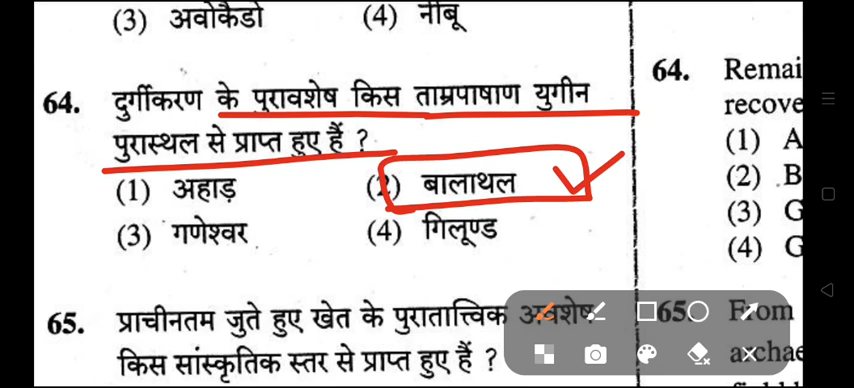 (3) अवोकैडो (4) नीबू
64. दुर्गीकरण के पुरावशेष किस ताम्रपाषाण युगीन
पुरास्थल से प्राप्त हुए हैं ?
(1) अहाड़ (2) बालाथल
(3) गणेश्वर (4) गिलूण्ड
65. प्राचीनतम जुते हुए खेत के पुरातात्त्विक अवशेष
किस सांस्कृतिक स्तर से प्राप्त हुए हैं ?
64. Remai
recove
(1) A
(2) B
(3) G
(4) G
65. From
archae